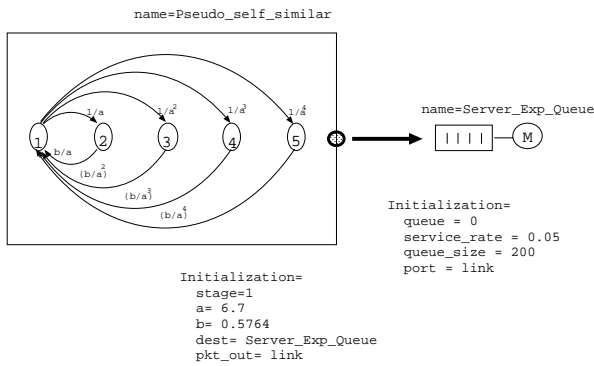 name=Pseudo_self_similar
1/a
1/a^2
1/a^3
1/a^4
1
2
3
4
5
b/a
(b/a)^2
(b/a)^3
(b/a)^4
name=Server_Exp_Queue
M
Initialization=
queue = 0
service_rate = 0.05
queue_size = 200
port = link
Initialization=
stage=1
a= 6.7
b= 0.5764
dest= Server_Exp_Queue
pkt_out= link